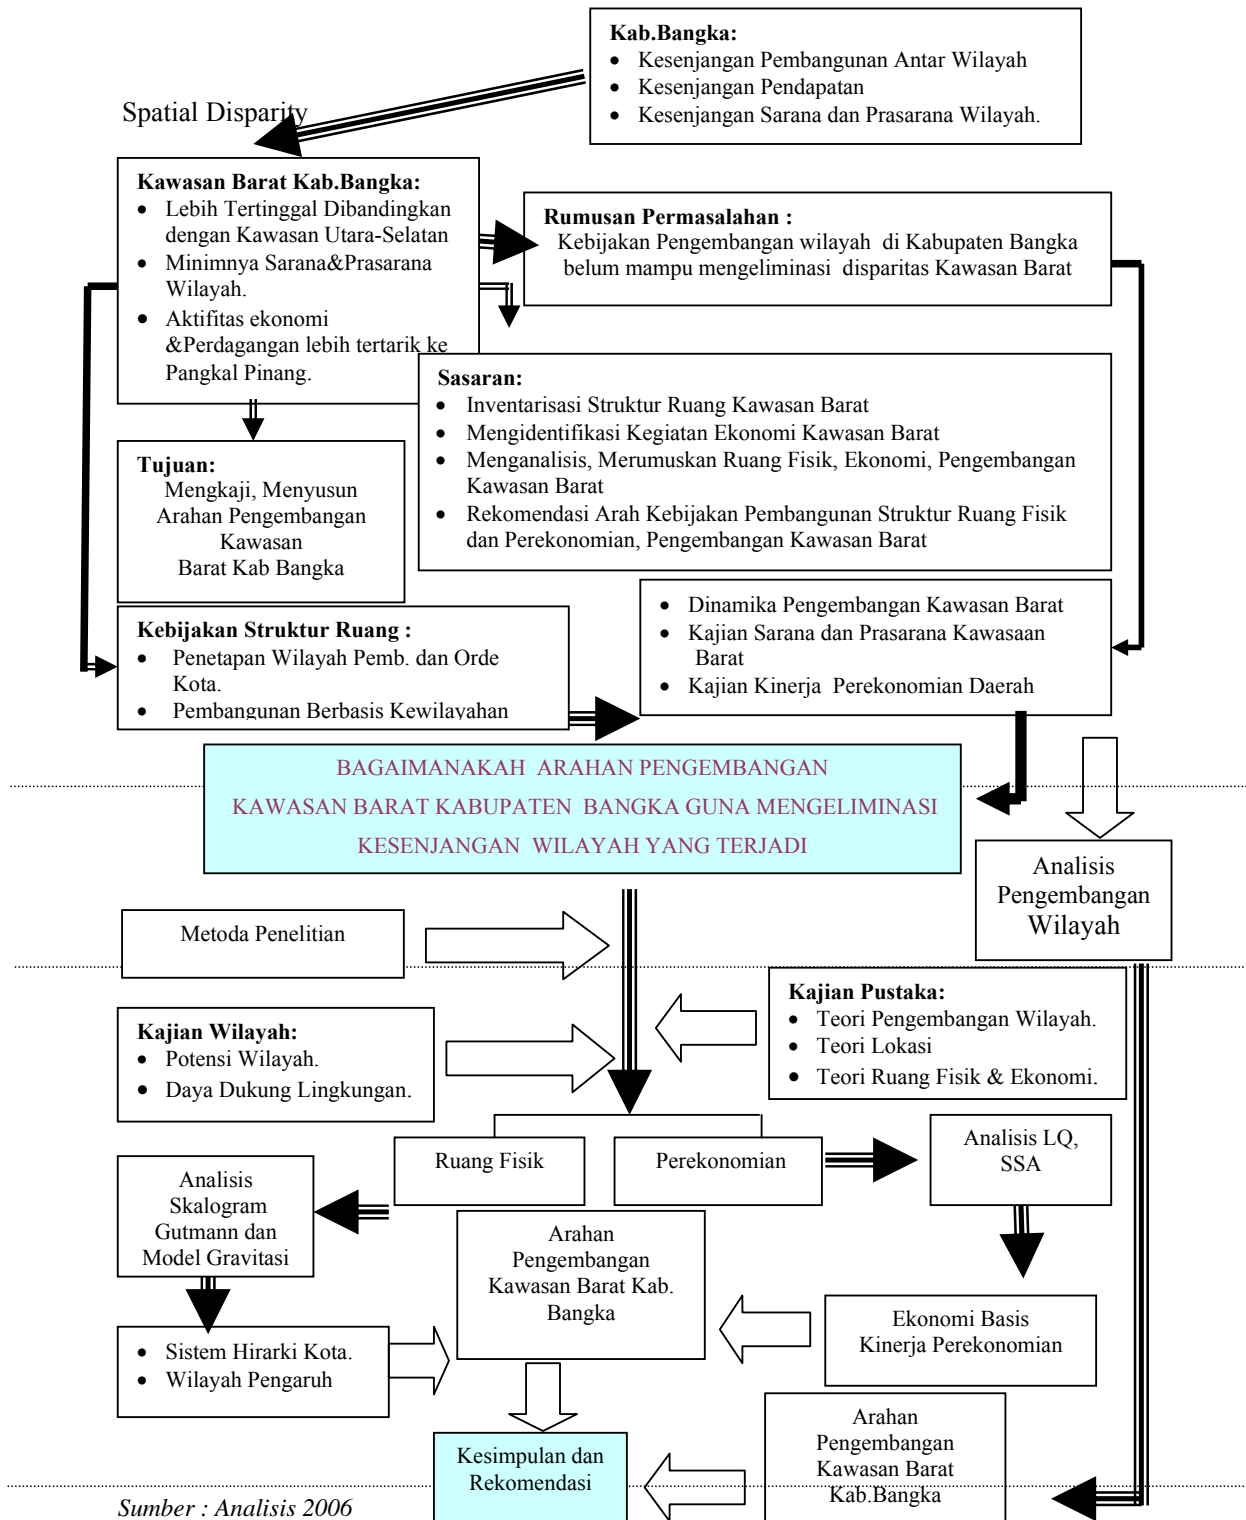 Kab.Bangka:
• Kesenjangan Pembangunan Antar Wilayah
• Kesenjangan Pendapatan
• Kesenjangan Sarana dan Prasarana Wilayah.
Spatial Disparity
Kawasan Barat Kab.Bangka:
• Lebih Tertinggal Dibandingkan
dengan Kawasan Utara-Selatan
• Minimnya Sarana&Prasarana
Wilayah.
• Aktifitas ekonomi
&Perdagangan lebih tertarik ke
Pangkal Pinang.
Rumusan Permasalahan :
Kebijakan Pengembangan wilayah di Kabupaten Bangka
belum mampu mengeliminasi disparitas Kawasan Barat
Sasaran:
• Inventarisasi Struktur Ruang Kawasan Barat
• Mengidentifikasi Kegiatan Ekonomi Kawasan Barat
• Menganalisis, Merumuskan Ruang Fisik, Ekonomi, Pengembangan
Kawasan Barat
• Rekomendasi Arah Kebijakan Pembangunan Struktur Ruang Fisik
dan Perekonomian, Pengembangan Kawasan Barat
Tujuan:
Mengkaji, Menyusun
Arahan Pengembangan
Kawasan
Barat Kab Bangka
Kebijakan Struktur Ruang :
• Penetapan Wilayah Pemb. dan Orde
Kota.
• Pembangunan Berbasis Kewilayahan
• Dinamika Pengembangan Kawasan Barat
• Kajian Sarana dan Prasarana Kawasaan
Barat
• Kajian Kinerja Perekonomian Daerah
BAGAIMANAKAH ARAHAN PENGEMBANGAN
KAWASAN BARAT KABUPATEN BANGKA GUNA MENGELIMINASI
KESENJANGAN WILAYAH YANG TERJADI
Analisis
Pengembangan
Wilayah
Metoda Penelitian
Kajian Pustaka:
• Teori Pengembangan Wilayah.
• Teori Lokasi
• Teori Ruang Fisik & Ekonomi.
Kajian Wilayah:
• Potensi Wilayah.
• Daya Dukung Lingkungan.
Ruang Fisik
Perekonomian
Analisis LQ,
SSA
Analisis
Skalogram
Gutmann dan
Model Gravitasi
Arahan
Pengembangan
Kawasan Barat Kab.
Bangka
Ekonomi Basis
Kinerja Perekonomian
• Sistem Hirarki Kota.
• Wilayah Pengaruh
Arahan
Pengembangan
Kawasan Barat
Kab.Bangka
Kesimpulan dan
Rekomendasi
Sumber : Analisis 2006